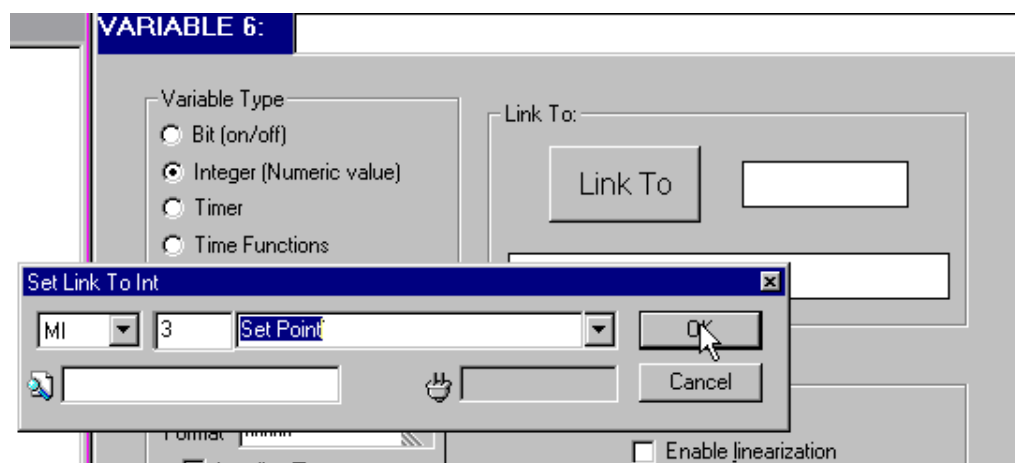 VARIABLE 6:
Variable Type
Bit (on/off)
Integer (Numeric value)
Timer
Time Functions
Link To:
Link To
Set Link To Int
MI
3
Set Point
OK
Cancel
Format
Enable linearization